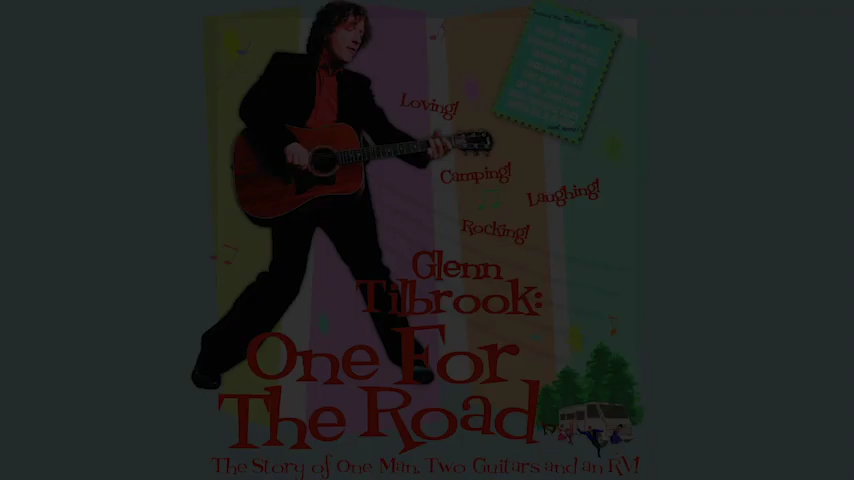 Loving!
Camping!
Laughing!
Rocking!
Glenn
Tilbrook:
One For
The Road
The Story of One Man, Two Guitars and an RV!